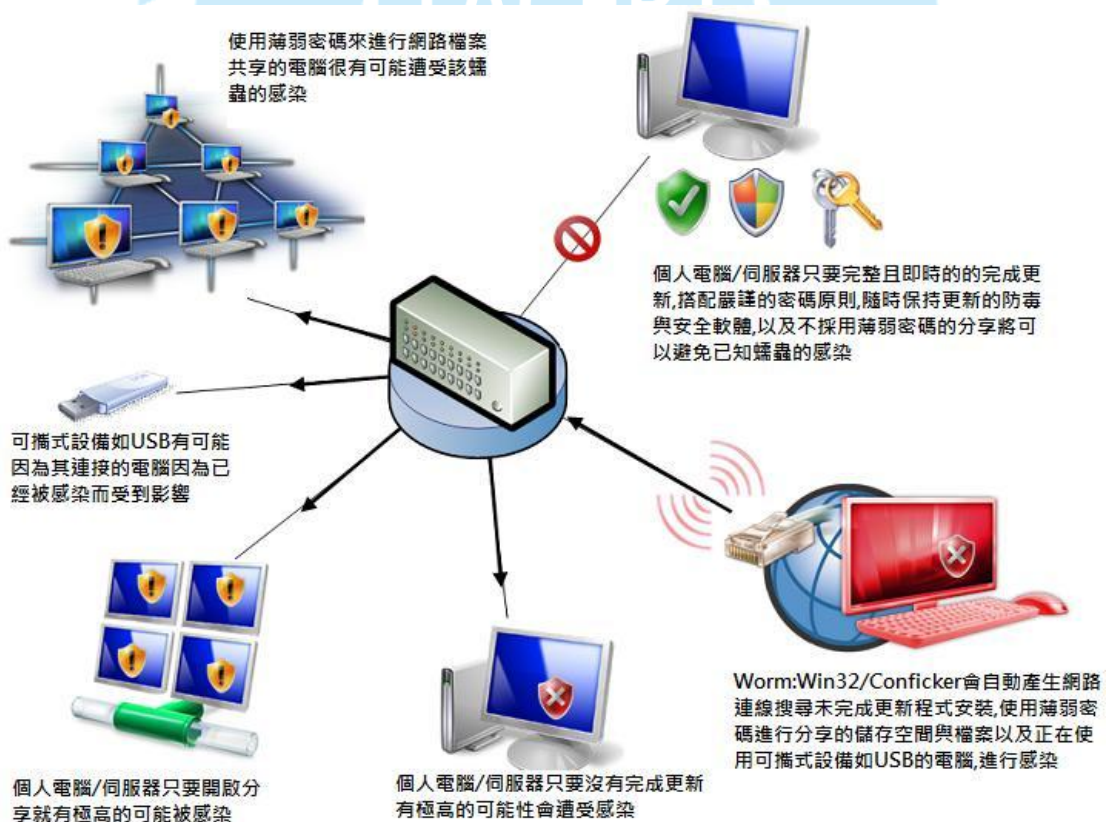 使用薄弱密碼來進行網路檔案
共享的電腦很有可能遭受該蠕
蟲的感染
個人電腦/伺服器只要完整且即時的的完成更
新,搭配嚴謹的密碼原則,隨時保持更新的防毒
與安全軟體,以及不採用薄弱密碼的分享將可
以避免已知蠕蟲的感染
可攜式設備如USB有可能
因為其連接的電腦因為已
經被感染而受到影響
Worm:Win32/Conficker會自動產生網路
連線搜尋未完成更新程式安裝,使用薄弱密
碼進行分享的儲存空間與檔案以及正在使
用可攜式設備如USB的電腦,進行感染
個人電腦/伺服器只要開啟分
享就有極高的可能被感染
個人電腦/伺服器只要沒有完成更新
有極高的可能性會遭受感染